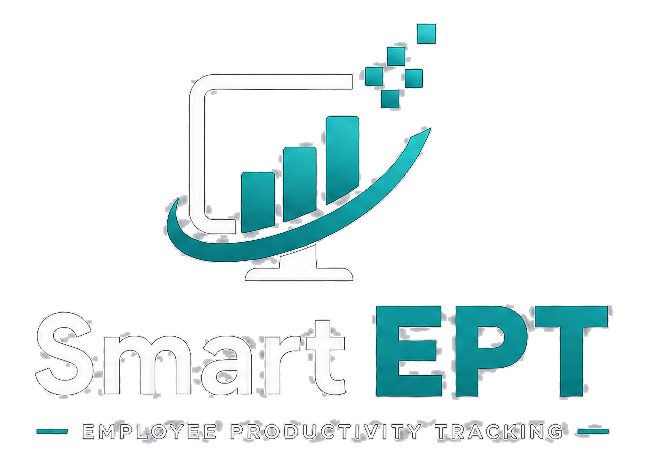 Smart EPT
EMPLOYEE PRODUCTIVITY TRACKING